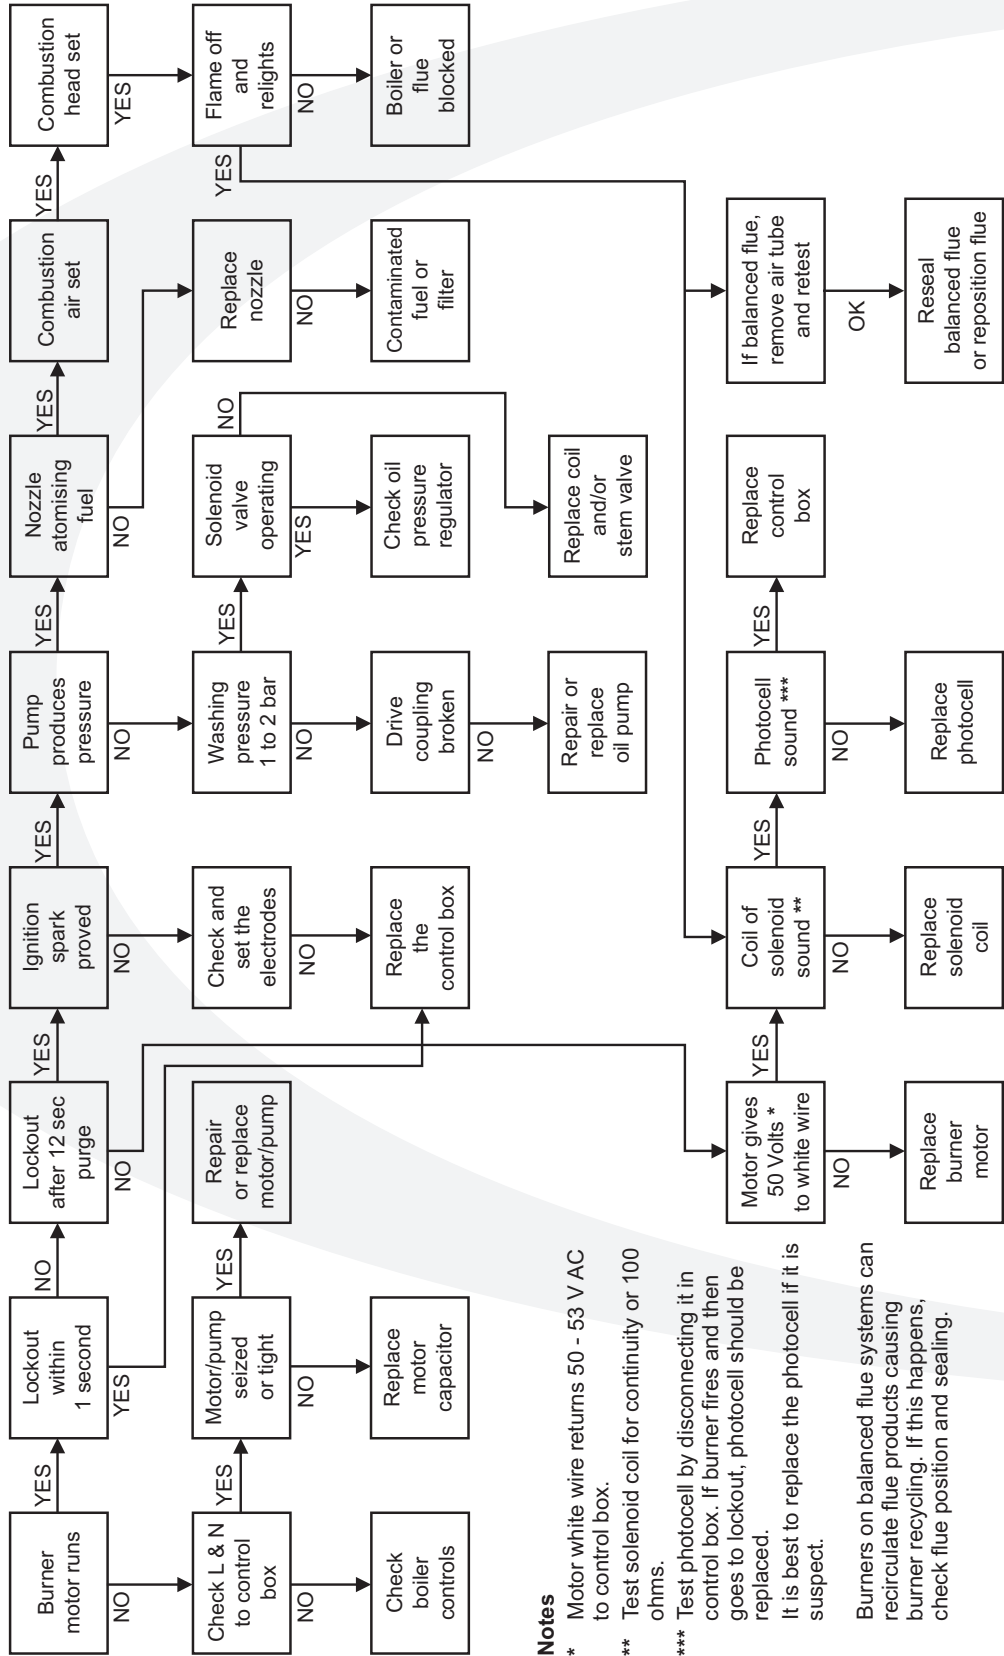 Burner
motor runs
YES
NO
Lockout
within
1 second
NO
YES
Lockout
after 12 sec
purge
YES
NO
Ignition
spark
proved
YES
NO
Pump
produces
pressure
YES
NO
Nozzle
atomising
fuel
YES
NO
Combustion
air set
YES
Combustion
head set
YES
Check L & N
to control
box
YES
NO
Motor/pump
seized
or tight
YES
NO
Repair
or replace
motor/pump
Check and
set the
electrodes
NO
Washing
pressure
1 to 2 bar
YES
NO
Solenoid
valve
operating
NO
YES
Replace
nozzle
NO
Flame off
and
relights
YES
NO
Check
boiler
controls
Replace
motor
capacitor
Replace
the
control box
Drive
coupling
broken
NO
Check oil
pressure
regulator
Contaminated
fuel or
filter
Boiler or
flue
blocked
Repair or
replace
oil pump
Replace coil
and/or
stem valve
Motor gives
50 Volts *
to white wire
YES
NO
Coil of
solenoid
sound **
YES
NO
Photocell
sound ***
YES
NO
Replace
control
box
If balanced flue,
remove air tube
and retest
OK
Replace
burner
motor
Replace
solenoid
coil
Replace
photocell
Reseal
balanced flue
or reposition flue
Notes
* Motor white wire returns 50 - 53 V AC
to control box.
** Test solenoid coil for continuity or 100
ohms.
*** Test photocell by disconnecting it in
control box. If burner fires and then
goes to lockout, photocell should be
replaced.
It is best to replace the photocell if it is
suspect.
Burners on balanced flue systems can
recirculate flue products causing
burner recycling. If this happens,
check flue position and sealing.